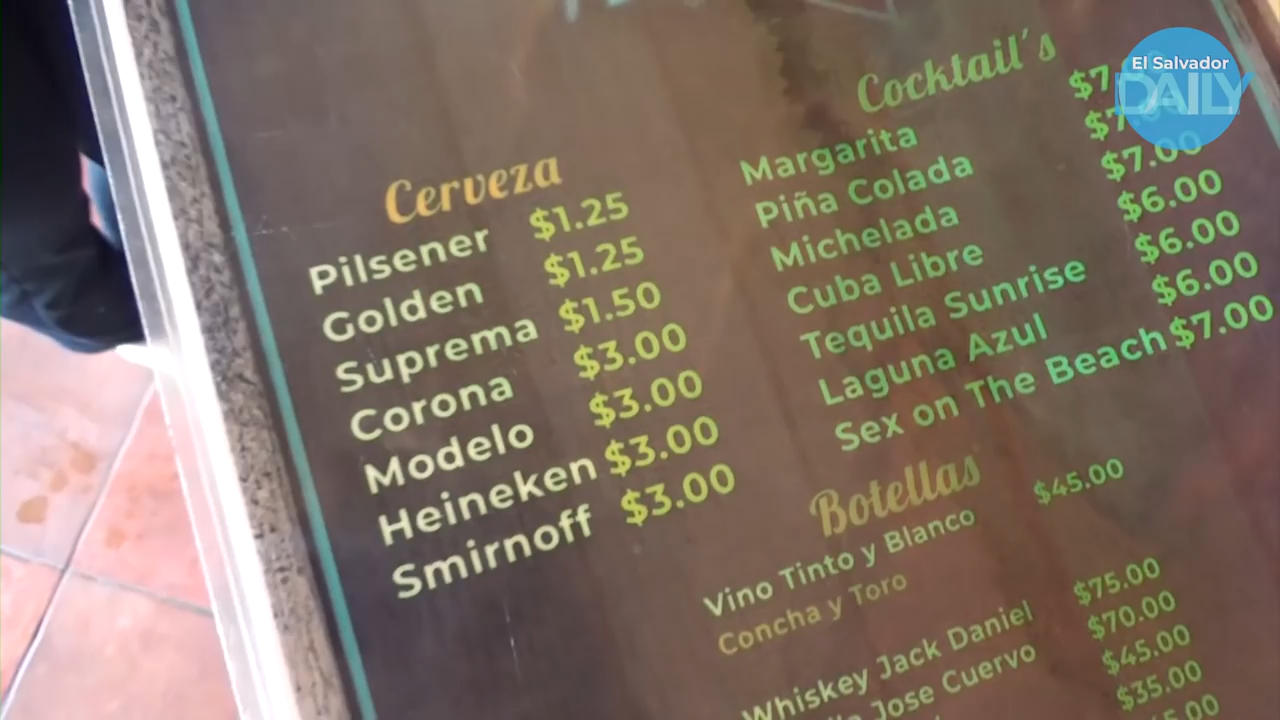 El Salvador
DAILY
Cerveza
Pilsener $1.25
Golden $1.25
Suprema $1.50
Corona $3.00
Modelo $3.00
Heineken $3.00
Smirnoff $3.00
Cocktail's
Margarita
Piña Colada
Michelada $7.00
Cuba Libre $6.00
Tequila Sunrise $6.00
Laguna Azul $6.00
Sex on The Beach $7.00
Botellas
Vino Tinto y Blanco $45.00
Concha y Toro
Whiskey Jack Daniel $75.00
Jose Cuervo $70.00
$45.00
$35.00